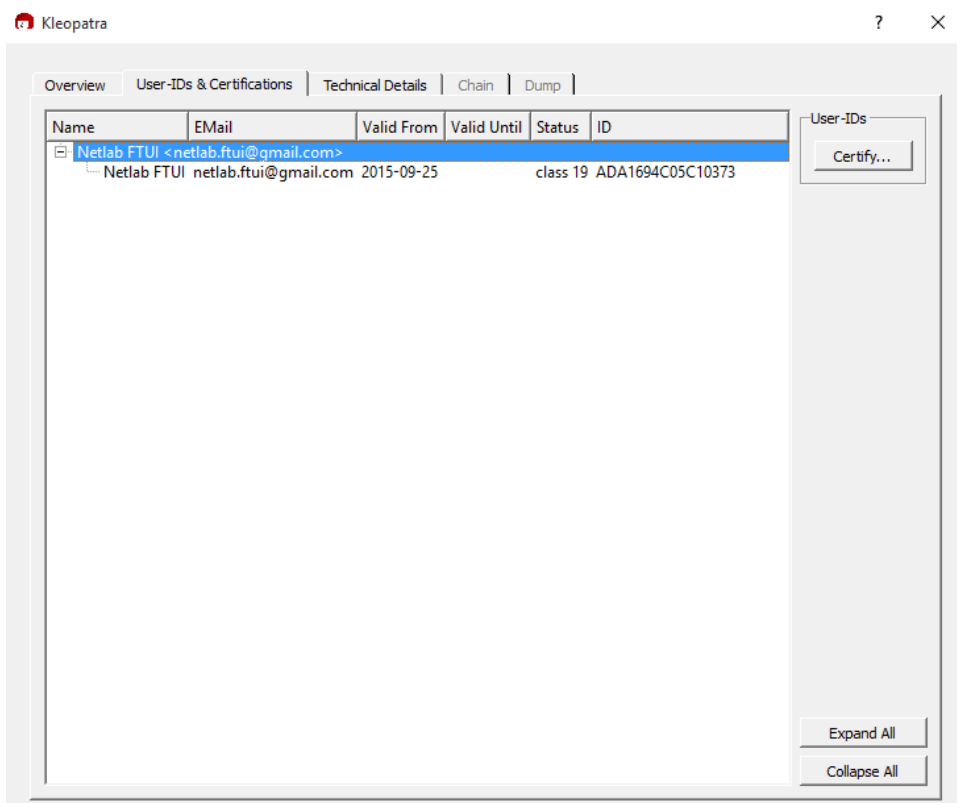 Kleopatra
Overview User-IDs & Certifications Technical Details Chain Dump
Name EMail Valid From Valid Until Status ID
Netlab FTUI <netlab.ftui@gmail.com>
Netlab FTUI netlab.ftui@gmail.com 2015-09-25 class 19 ADA1694C05C10373
User-IDs
Certify...
Expand All
Collapse All